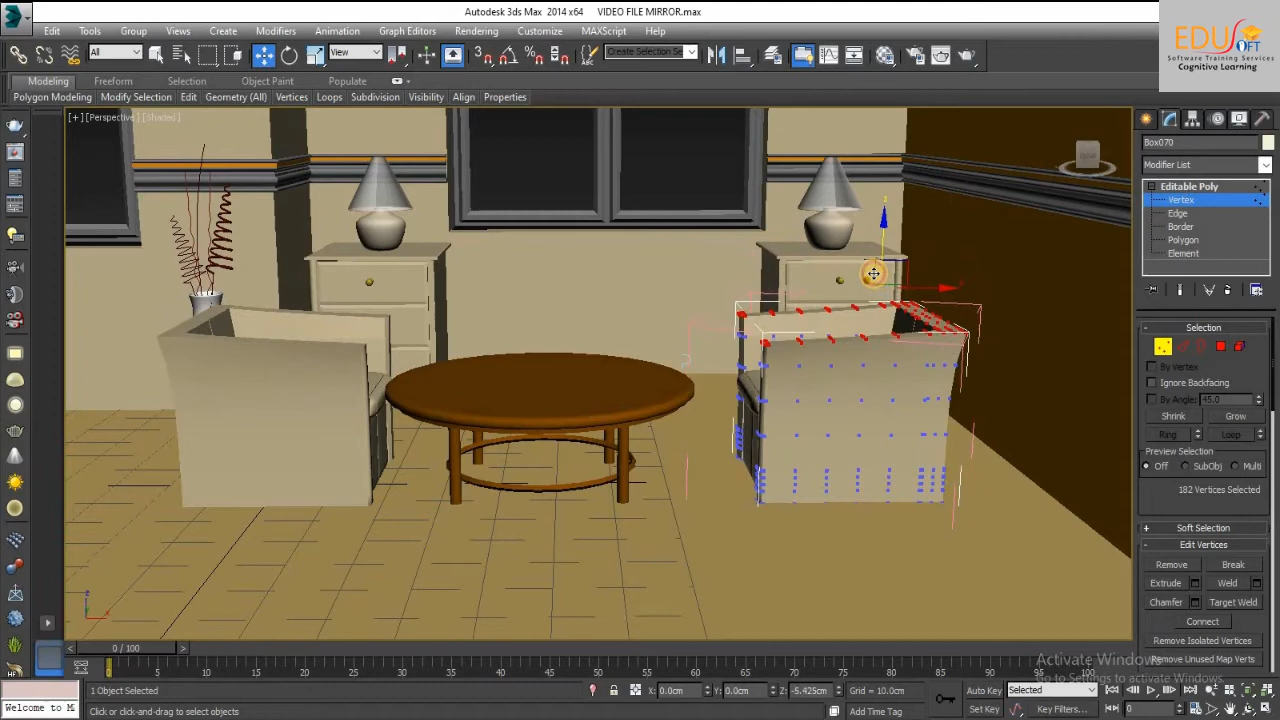 Autodesk 3ds Max 2014 x64 VIDEO FILE MIRROR.max
EDUSOFT
Software Training Services
Cognitive Learning
Edit Tools Group Views Create Modifiers Animation Graph Editors Rendering Customize MAXScript Help
All View Create Selection Se
Modeling Freeform Selection Object Paint Populate
Polygon Modeling Modify Selection Edit Geometry (All) Vertices Loops Subdivision Visibility Align Properties
[+] [Perspective] [Shaded]
Box070
Modifier List
Editable Poly
Vertex
Edge
Border
Polygon
Element
Selection
By Vertex
Ignore Backfacing
By Angle: 45.0
Shrink Grow
Ring Loop
Preview Selection
Off SubObj Multi
182 Vertices Selected
Soft Selection
Edit Vertices
Remove Break
Extrude Weld
Chamfer Target Weld
Connect
Remove Isolated Vertices
Remove Unused Map Verts
Activate Windows
Go to Settings to activate Windows.
0 / 100
0 5 10 15 20 25 30 35 40 45 50 55 60 65 70 75 80 85 90 95 100
1 Object Selected X: 0.0cm Y: 0.0cm Z: -5.425cm Grid = 10.0cm Auto Key Selected
Welcome to M Click or click-and-drag to select objects Add Time Tag Set Key Key Filters... 0